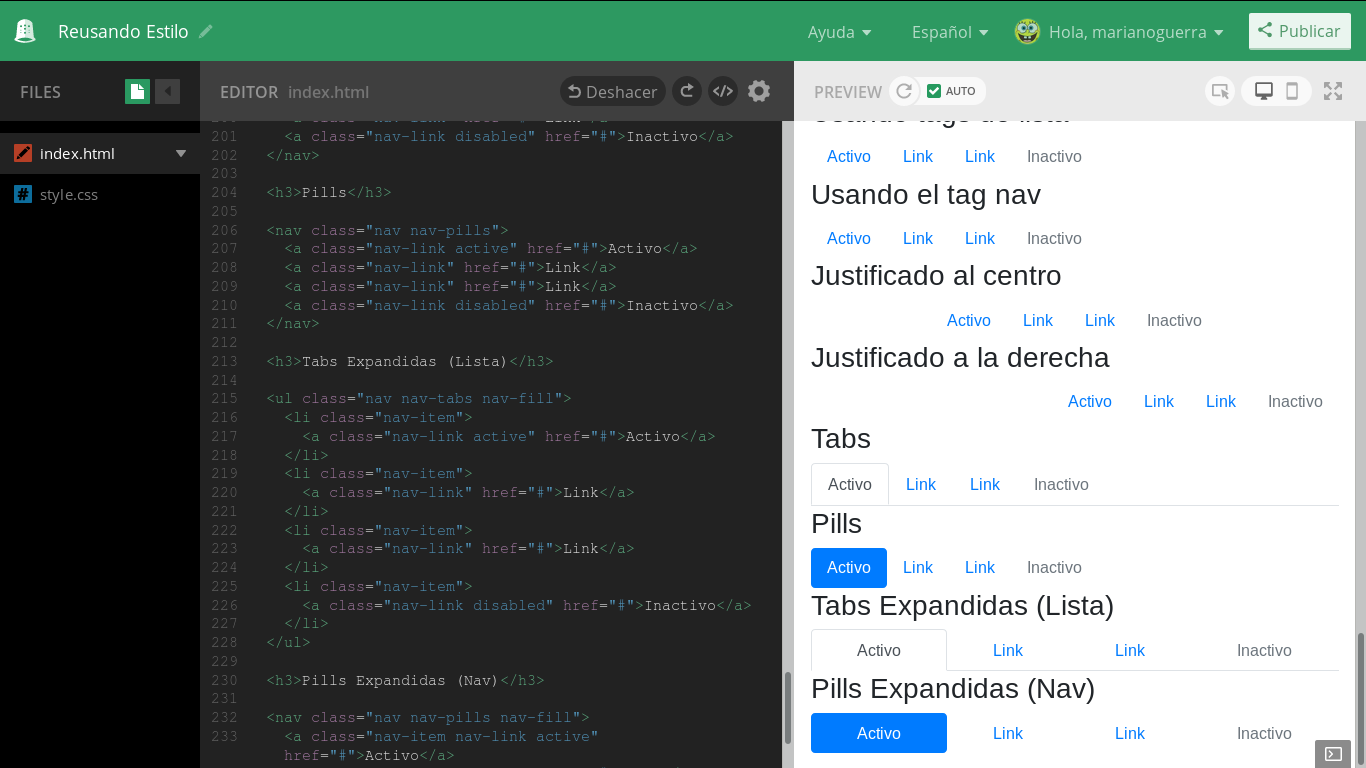 Reusando Estilo
Ayuda
Español
Hola, marianoguerra
Publicar
FILES
index.html
style.css
EDITOR index.html
Deshacer
</>
201 <a class="nav-link disabled" href="#">Inactivo</a>
202 </nav>
203
204 <h3>Pills</h3>
205
206 <nav class="nav nav-pills">
207 <a class="nav-link active" href="#">Activo</a>
208 <a class="nav-link" href="#">Link</a>
209 <a class="nav-link" href="#">Link</a>
210 <a class="nav-link disabled" href="#">Inactivo</a>
211 </nav>
212
213 <h3>Tabs Expandidas (Lista)</h3>
214
215 <ul class="nav nav-tabs nav-fill">
216 <li class="nav-item">
217 <a class="nav-link active" href="#">Activo</a>
218 </li>
219 <li class="nav-item">
220 <a class="nav-link" href="#">Link</a>
221 </li>
222 <li class="nav-item">
223 <a class="nav-link" href="#">Link</a>
224 </li>
225 <li class="nav-item">
226 <a class="nav-link disabled" href="#">Inactivo</a>
227 </li>
228 </ul>
229
230 <h3>Pills Expandidas (Nav)</h3>
231
232 <nav class="nav nav-pills nav-fill">
233 <a class="nav-item nav-link active"
href="#">Activo</a>
PREVIEW
AUTO
Usando tags de lista
Activo Link Link Inactivo
Usando el tag nav
Activo Link Link Inactivo
Justificado al centro
Activo Link Link Inactivo
Justificado a la derecha
Activo Link Link Inactivo
Tabs
Activo Link Link Inactivo
Pills
Activo Link Link Inactivo
Tabs Expandidas (Lista)
Activo Link Link Inactivo
Pills Expandidas (Nav)
Activo Link Link Inactivo